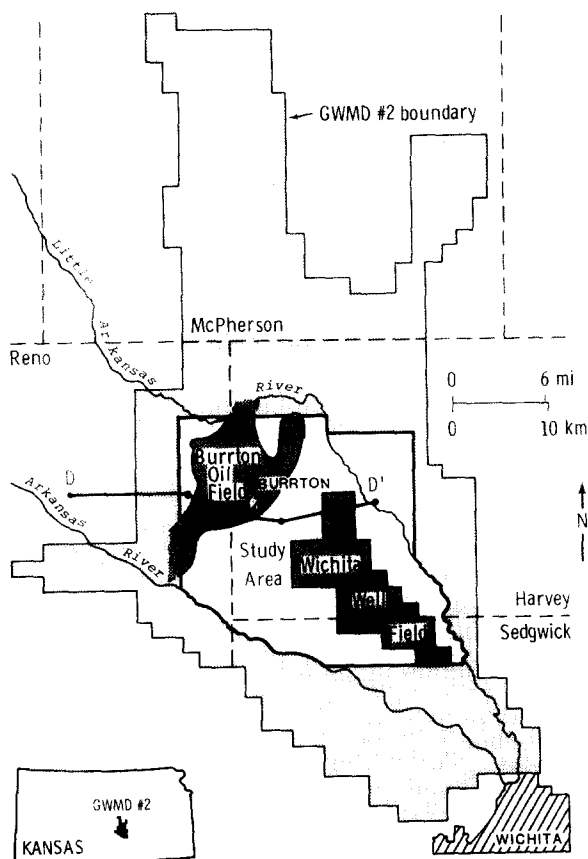 GWMD #2 boundary
Little
Arkansas
River
McPherson
Reno
0 6 mi
0 10 km
Burrton
Oil
Field
BURRTON
D
D'
Arkansas
River
N
Study
Area
Wichita
Well
Field
Harvey
Sedgwick
GWMD #2
KANSAS
WICHITA